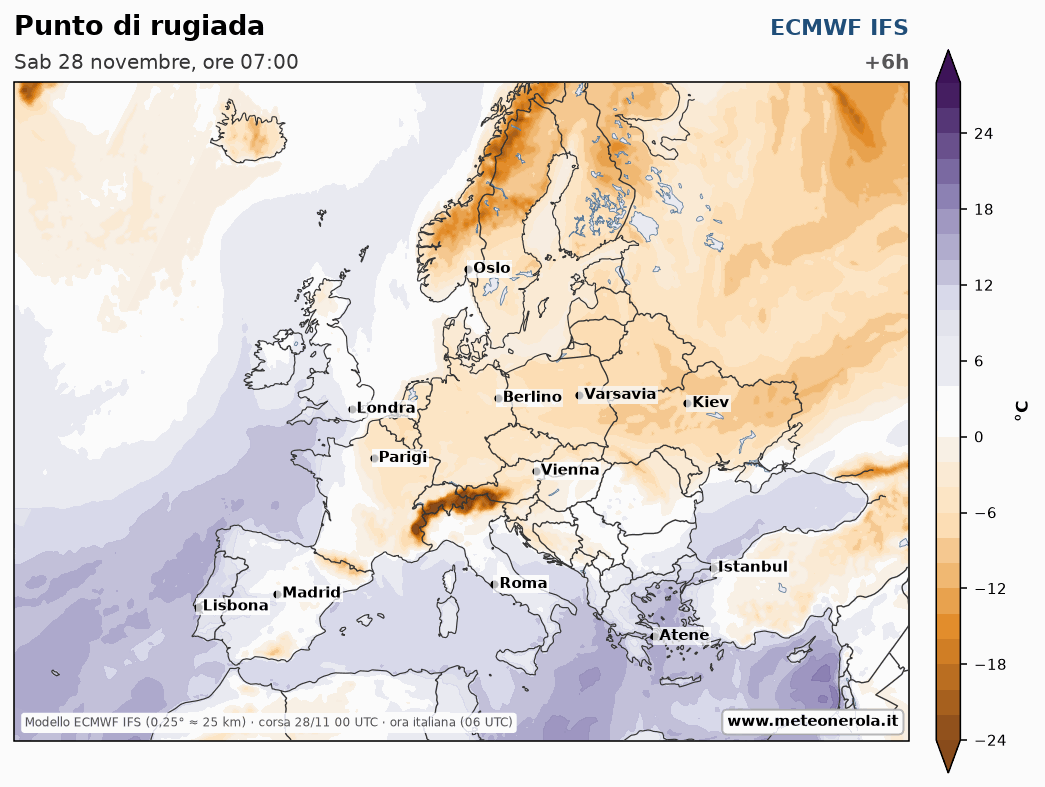 Punto di rugiada
ECMWF IFS
Sab 28 novembre, ore 07:00
+6h
Oslo
Londra
Berlino
Varsavia
Kiev
Parigi
Vienna
Istanbul
Madrid
Roma
Lisbona
Atene
Modello ECMWF IFS (0,25° ≈ 25 km) · corsa 28/11 00 UTC · ora italiana (06 UTC)
www.meteonerola.it
24
18
12
6
0
−6
−12
−18
−24
°C